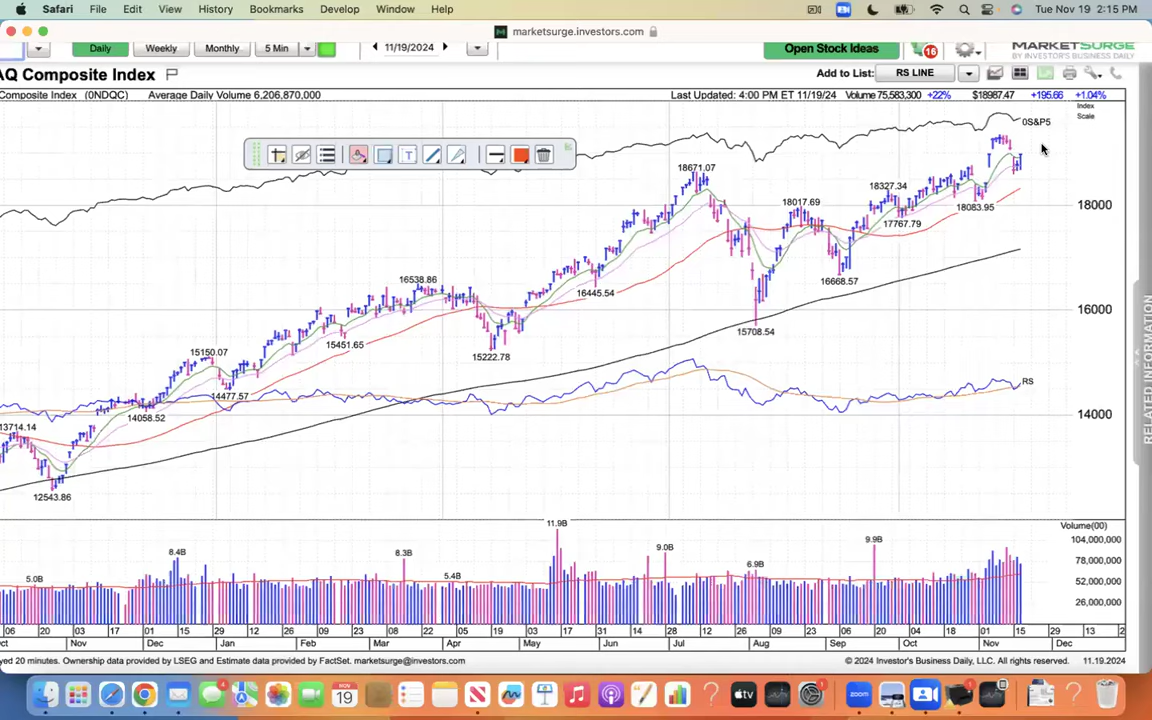 Safari File Edit View History Bookmarks Develop Window Help Tue Nov 19 2:15 PM
marketsurge.investors.com
Daily Weekly Monthly 5 Min 11/19/2024 Open Stock Ideas 16 MARKETSURGE
BY INVESTOR'S BUSINESS DAILY
AQ Composite Index Add to List: RS LINE
Composite Index (0NDQC) Average Daily Volume 6,206,870,000 Last Updated: 4:00 PM ET 11/19/24 Volume 75,583,300 +22% $18987.47 +195.66 +1.04%
Index
Scale
0S&P5
T
18671.07
18327.34
18017.69
18083.95
18000
17767.79
16538.86
16668.57
16445.54
16000
15708.54
15451.65
15150.07
15222.78
RS
14477.57
14058.52
14000
13714.14
12543.86
RELATED INFORMATION
11.9B
Volume(00)
104,000,000
9.9B
9.0B
8.4B
8.3B
78,000,000
6.9B
5.4B
5.0B
52,000,000
26,000,000
06 20 03 17 01 15 29 12 26 09 23 08 22 05 19 03 17 31 14 28 12 26 09 23 06 20 04 18 01 15 29 13 2
Oct Nov Dec Jan Feb Mar Apr May Jun Jul Aug Sep Oct Nov Dec
yed 20 minutes. Ownership data provided by LSEG and Estimate data provided by FactSet. marketsurge@investors.com © 2024 Investor's Business Daily, LLC. All rights reserved. 11.19.2024
NOV
19
zoom
tv